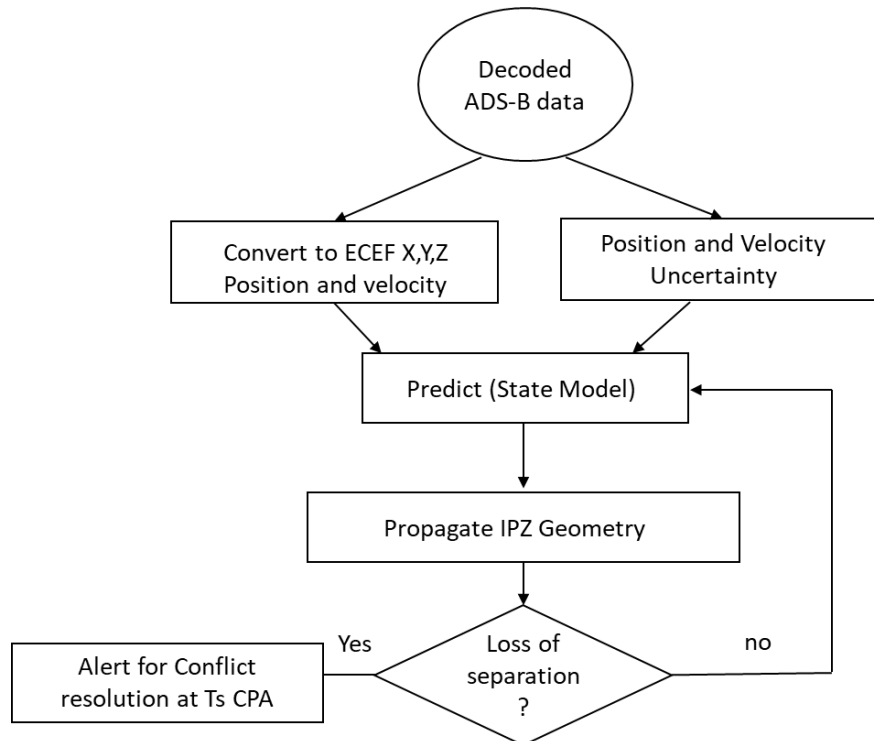 Decoded
ADS-B data
Convert to ECEF X,Y,Z
Position and velocity
Position and Velocity
Uncertainty
Predict (State Model)
Propagate IPZ Geometry
Yes
Loss of
separation
?
no
Alert for Conflict
resolution at Ts CPA